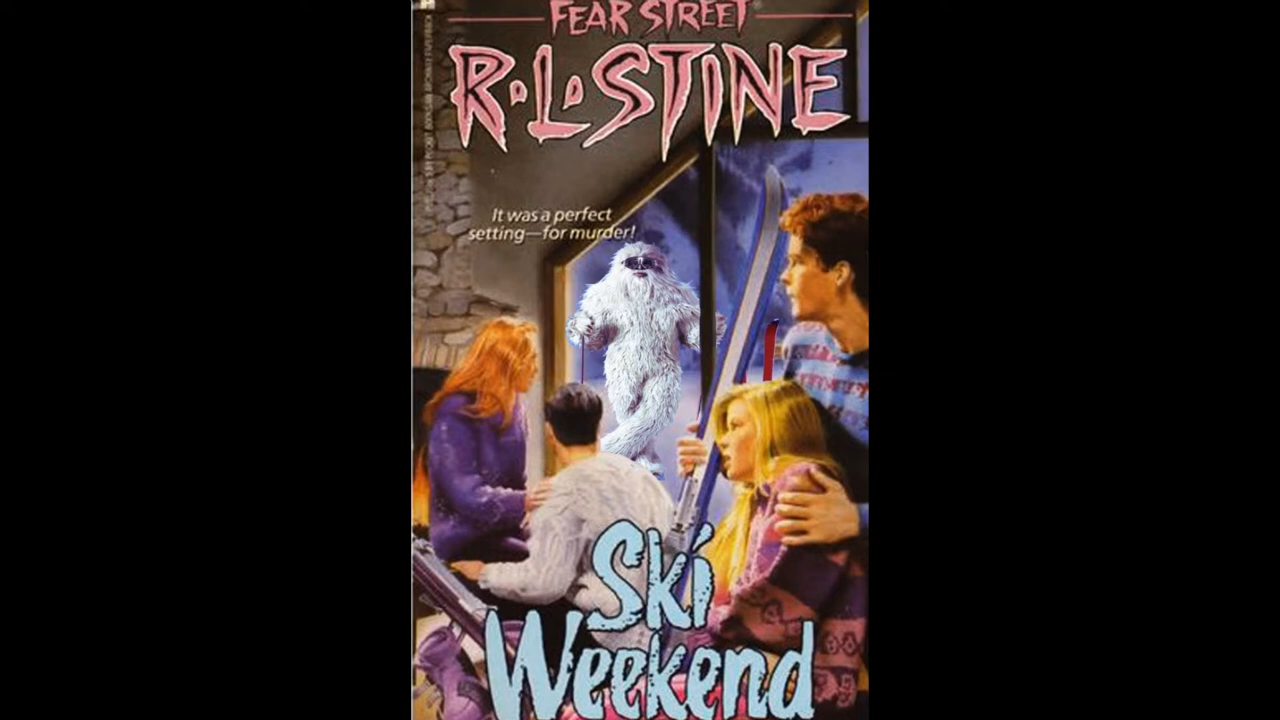 FEAR STREET®
R•L•STINE
It was a perfect
setting—for murder!
Ski
Weekend